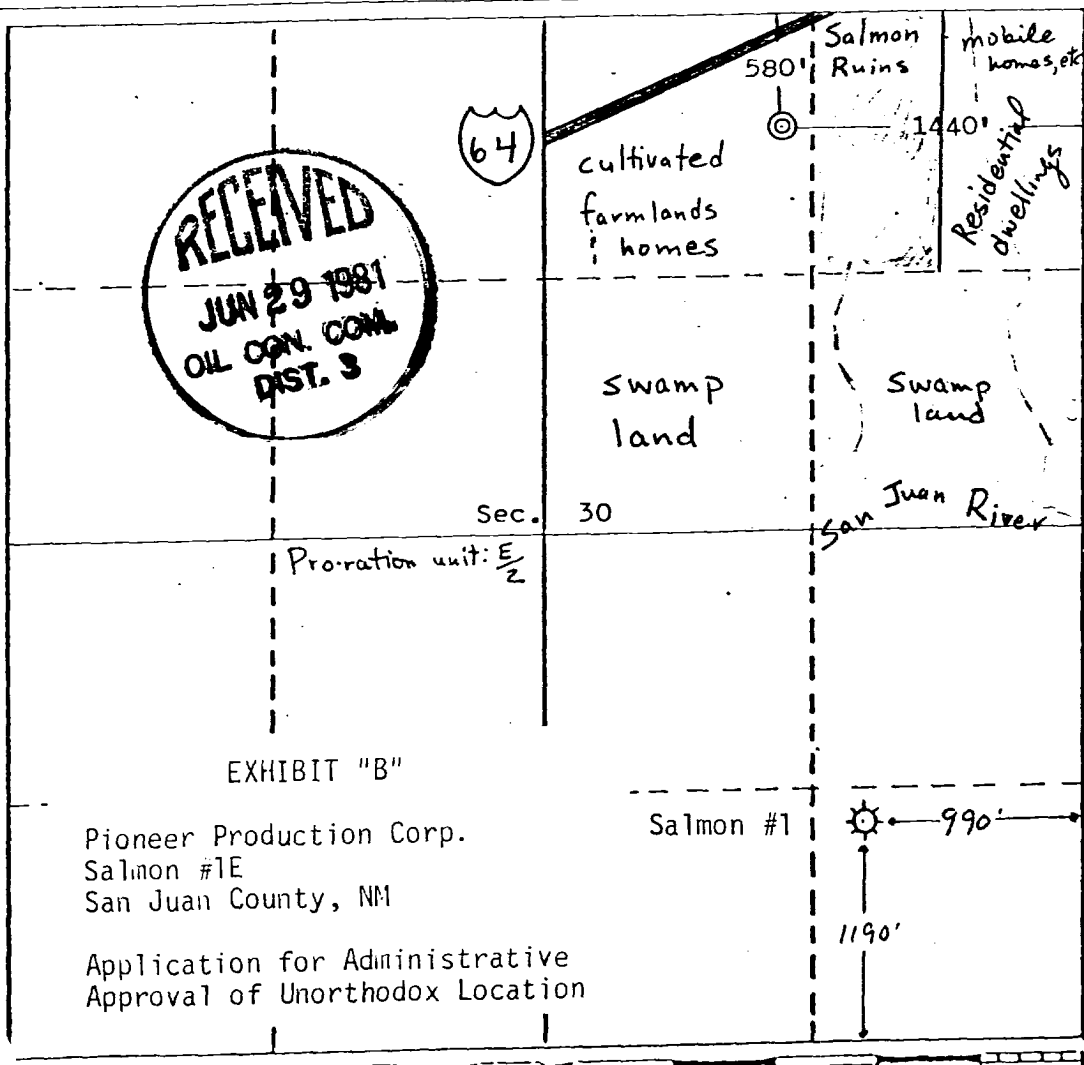 Salmon
Ruins
mobile
homes, etc
580'
64
1440'
cultivated
farmlands
homes
Residential
dwellings
RECEIVED
JUN 29 1981
OIL CON. COM.
DIST. 3
swamp
land
Swamp
land
San Juan River
Sec. 30
Pro-ration unit: E/2
EXHIBIT "B"
Pioneer Production Corp.
Salmon #1E
San Juan County, NM
Application for Administrative
Approval of Unorthodox Location
Salmon #1
990'
1190'